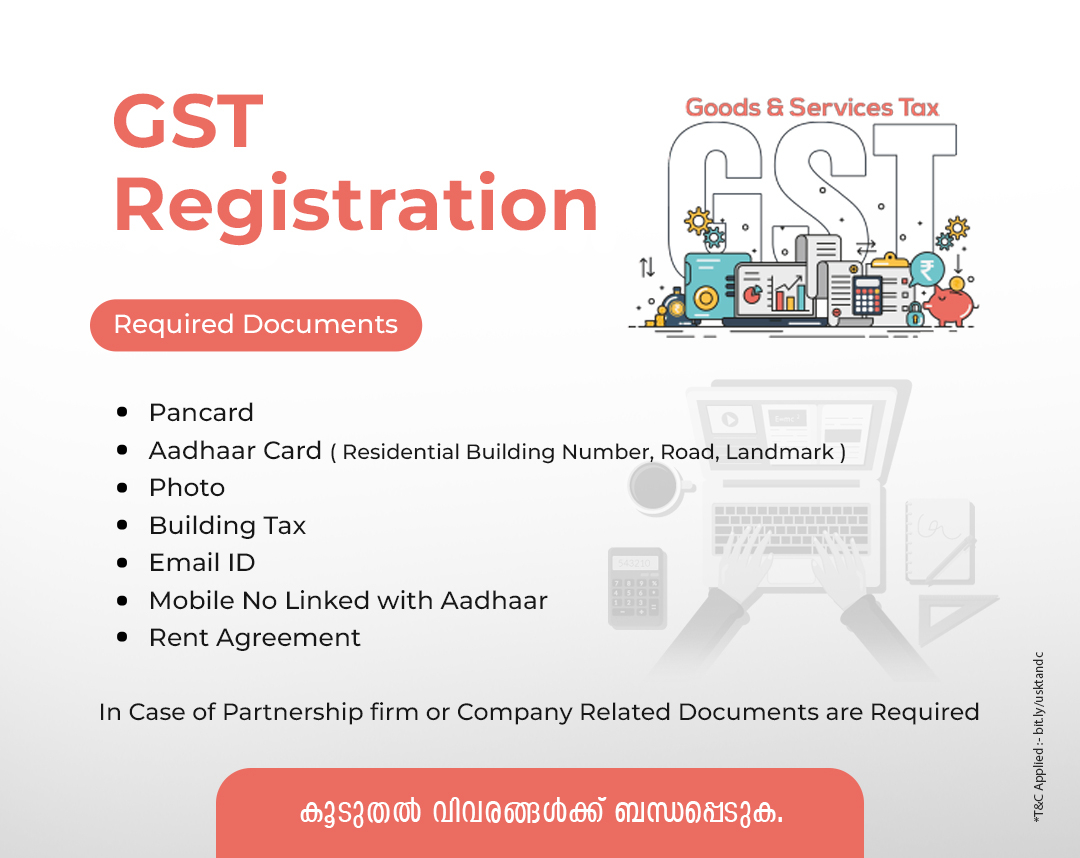 GST
Registration
Goods & Services Tax
GST
Required Documents
Pancard
Aadhaar Card ( Residential Building Number, Road, Landmark )
Photo
Building Tax
Email ID
Mobile No Linked with Aadhaar
Rent Agreement
In Case of Partnership firm or Company Related Documents are Required
കൂടുതൽ വിവരങ്ങൾക്ക് ബന്ധപ്പെടുക.
*T&C Applied :- bit.ly/usktandc